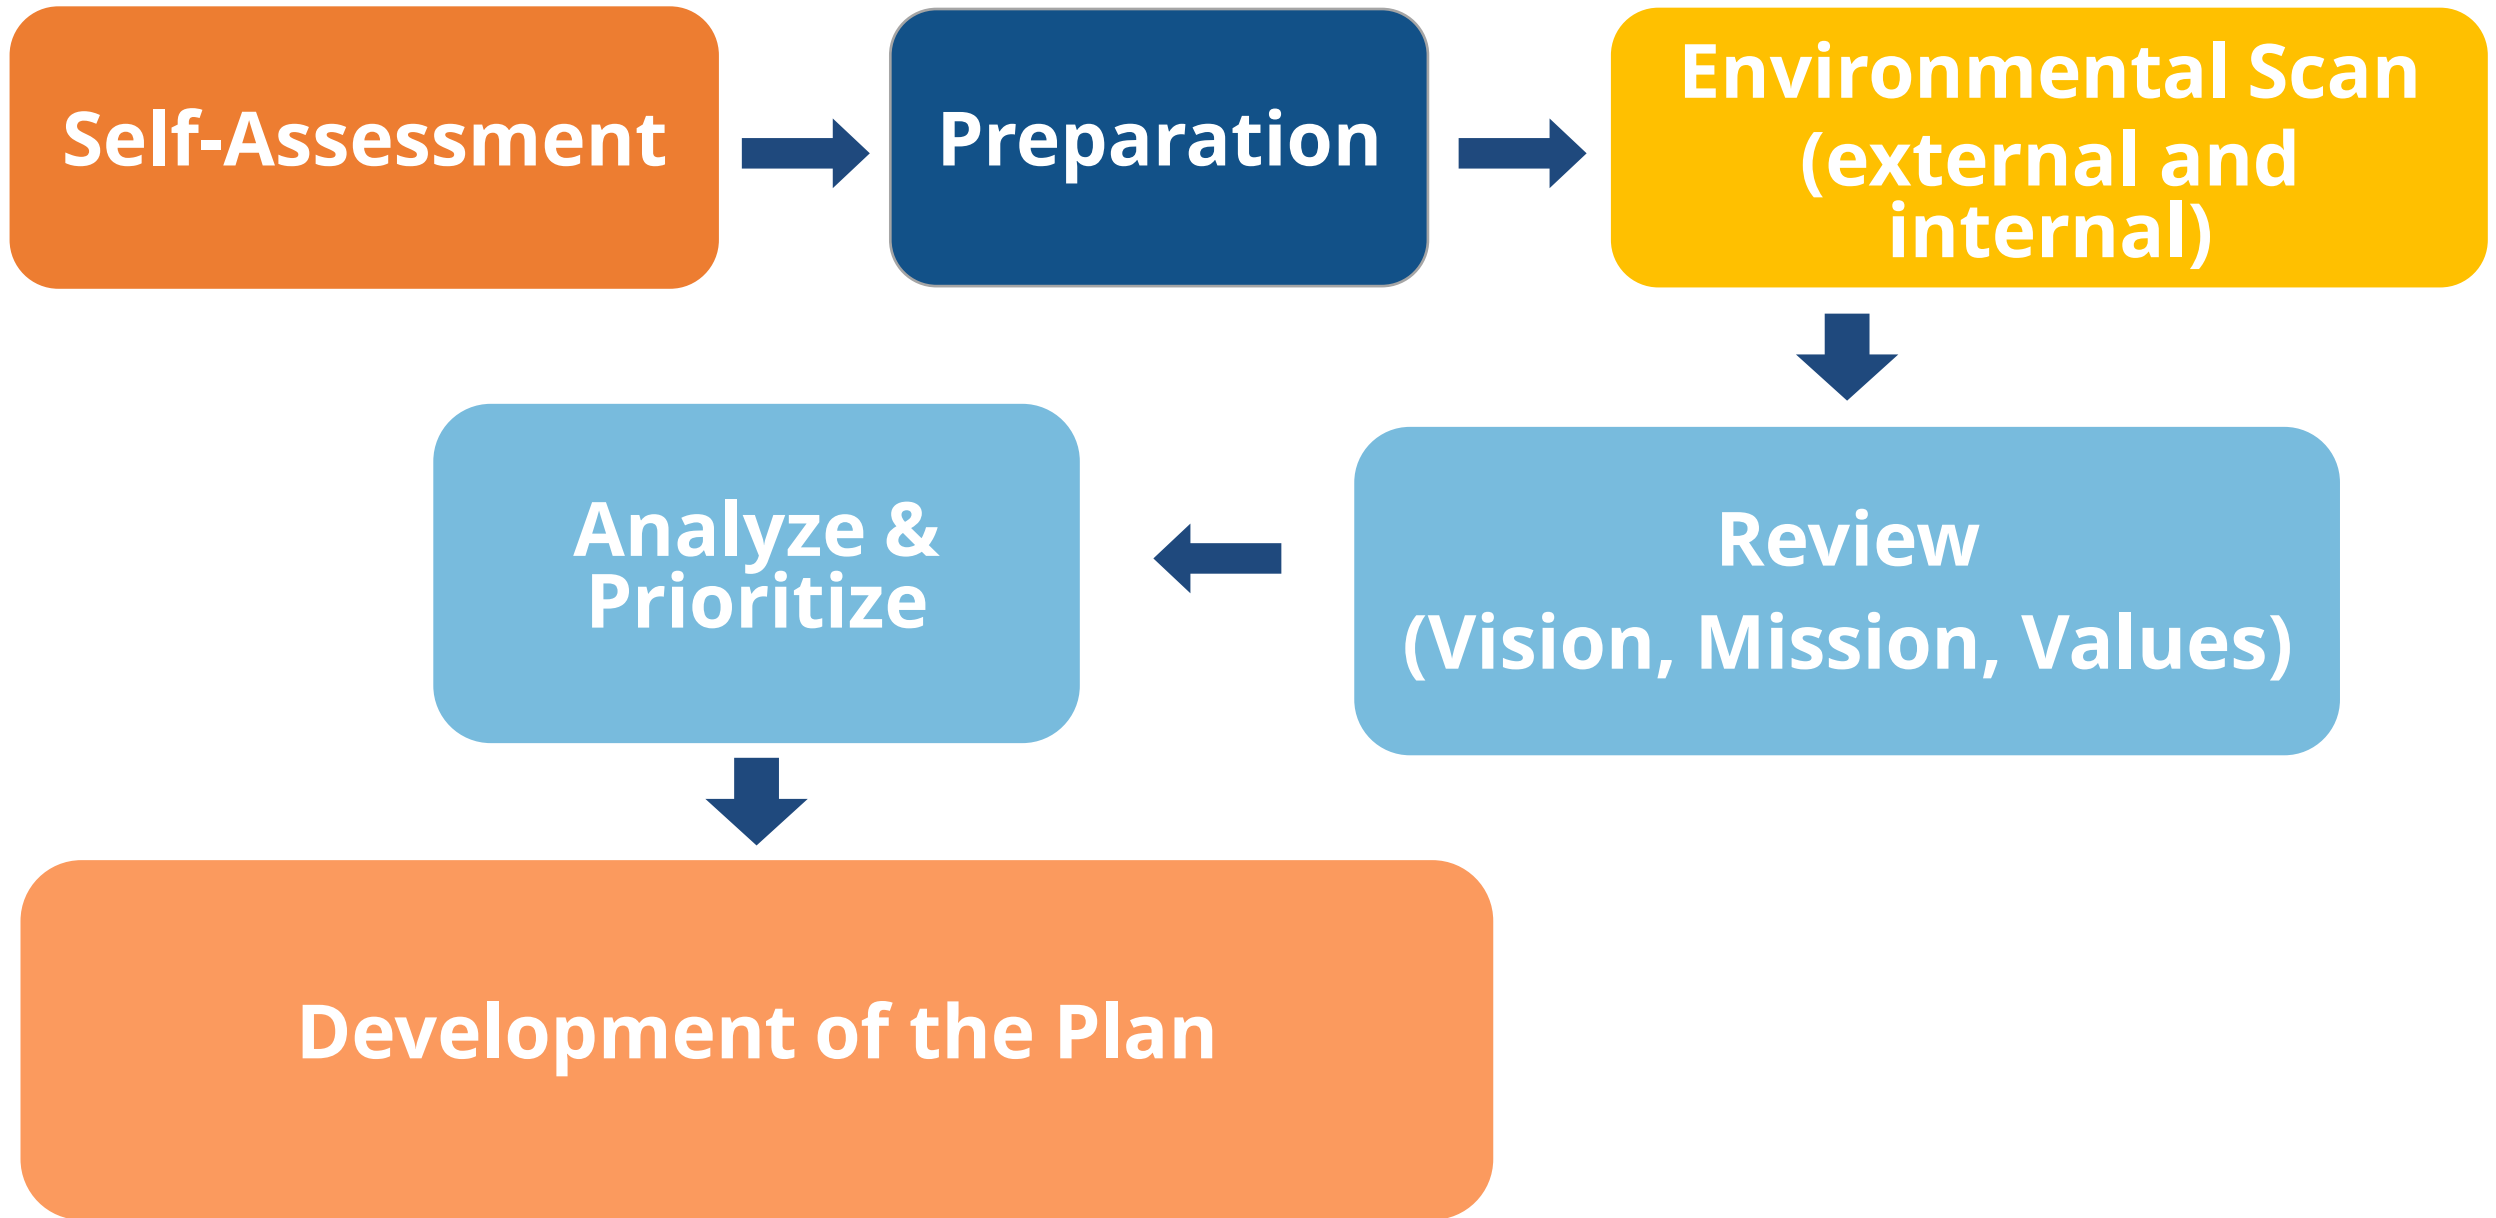 Self-Assessment
Preparation
Environmental Scan
(external and
internal)
Review
(Vision, Mission, Values)
Analyze &
Prioritize
Development of the Plan